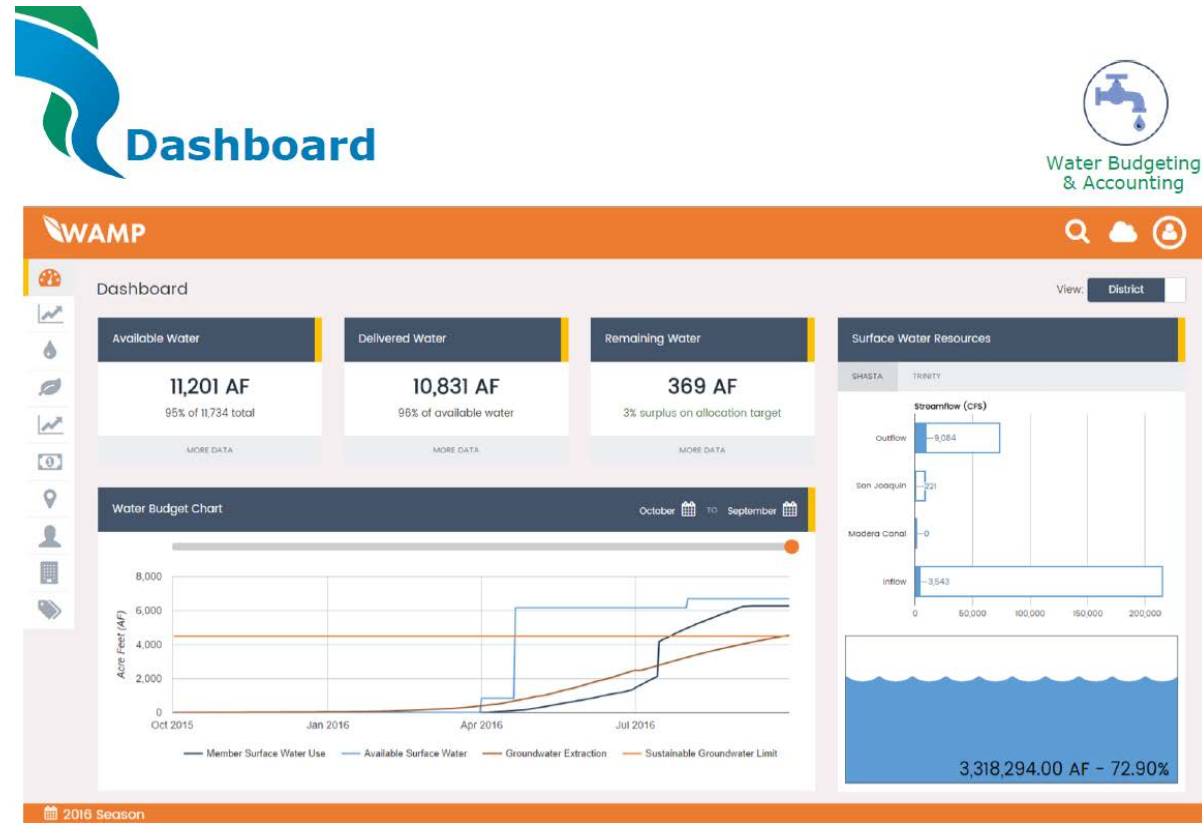 Dashboard
Water Budgeting
& Accounting
WAMP
Dashboard
View: District
Available Water
11,201 AF
95% of 11,734 total
MORE DATA
Delivered Water
10,831 AF
96% of available water
MORE DATA
Remaining Water
369 AF
3% surplus on allocation target
MORE DATA
Surface Water Resources
SHASTA TRINITY
Streamflow (CFS)
Outflow 9,084
San Joaquin 221
Madera Canal 0
Inflow 3,543
0 50,000 100,000 150,000 200,000
3,318,294.00 AF - 72.90%
Water Budget Chart
October TO September
Acre Feet (AF)
8,000
6,000
4,000
2,000
0
Oct 2015 Jan 2016 Apr 2016 Jul 2016
Member Surface Water Use Available Surface Water Groundwater Extraction Sustainable Groundwater Limit
2016 Season